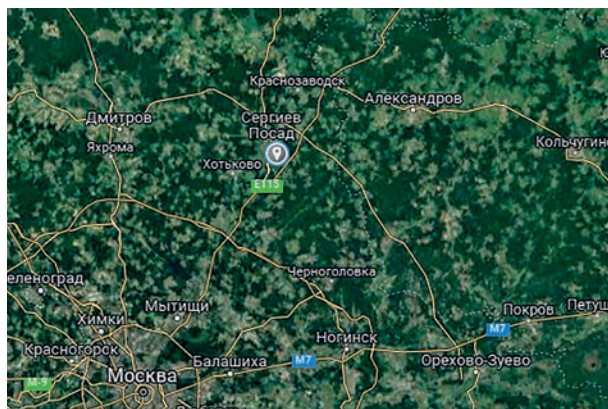 Краснозаводск
Александров
Дмитров
Сергиев
Посад
Кольчугино
Яхрома
Хотьково
E115
Черноголовка
еленоград
Мытищи
Покров
Петуш
Химки
M7
Ногинск
Красногорск
Балашиха
M7
Орехово-Зуево
M-9
Москва